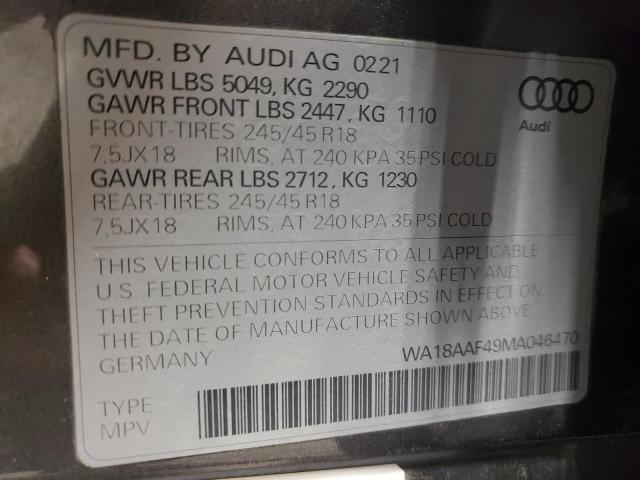 MFD. BY AUDI AG 0221
GVWR LBS 5049, KG 2290
GAWR FRONT LBS 2447, KG 1110
FRONT-TIRES 245/45 R18
7,5JX18 RIMS, AT 240 KPA 35 PSI COLD
GAWR REAR LBS 2712, KG 1230
REAR-TIRES 245/45 R18
7,5JX18 RIMS, AT 240 KPA 35 PSI COLD
Audi
THIS VEHICLE CONFORMS TO ALL APPLICABLE
U.S. FEDERAL MOTOR VEHICLE SAFETY AND
THEFT PREVENTION STANDARDS IN EFFECT ON
THE DATE OF MANUFACTURE SHOWN ABOVE.
GERMANY
WA18AAF49MA046470
TYPE
MPV